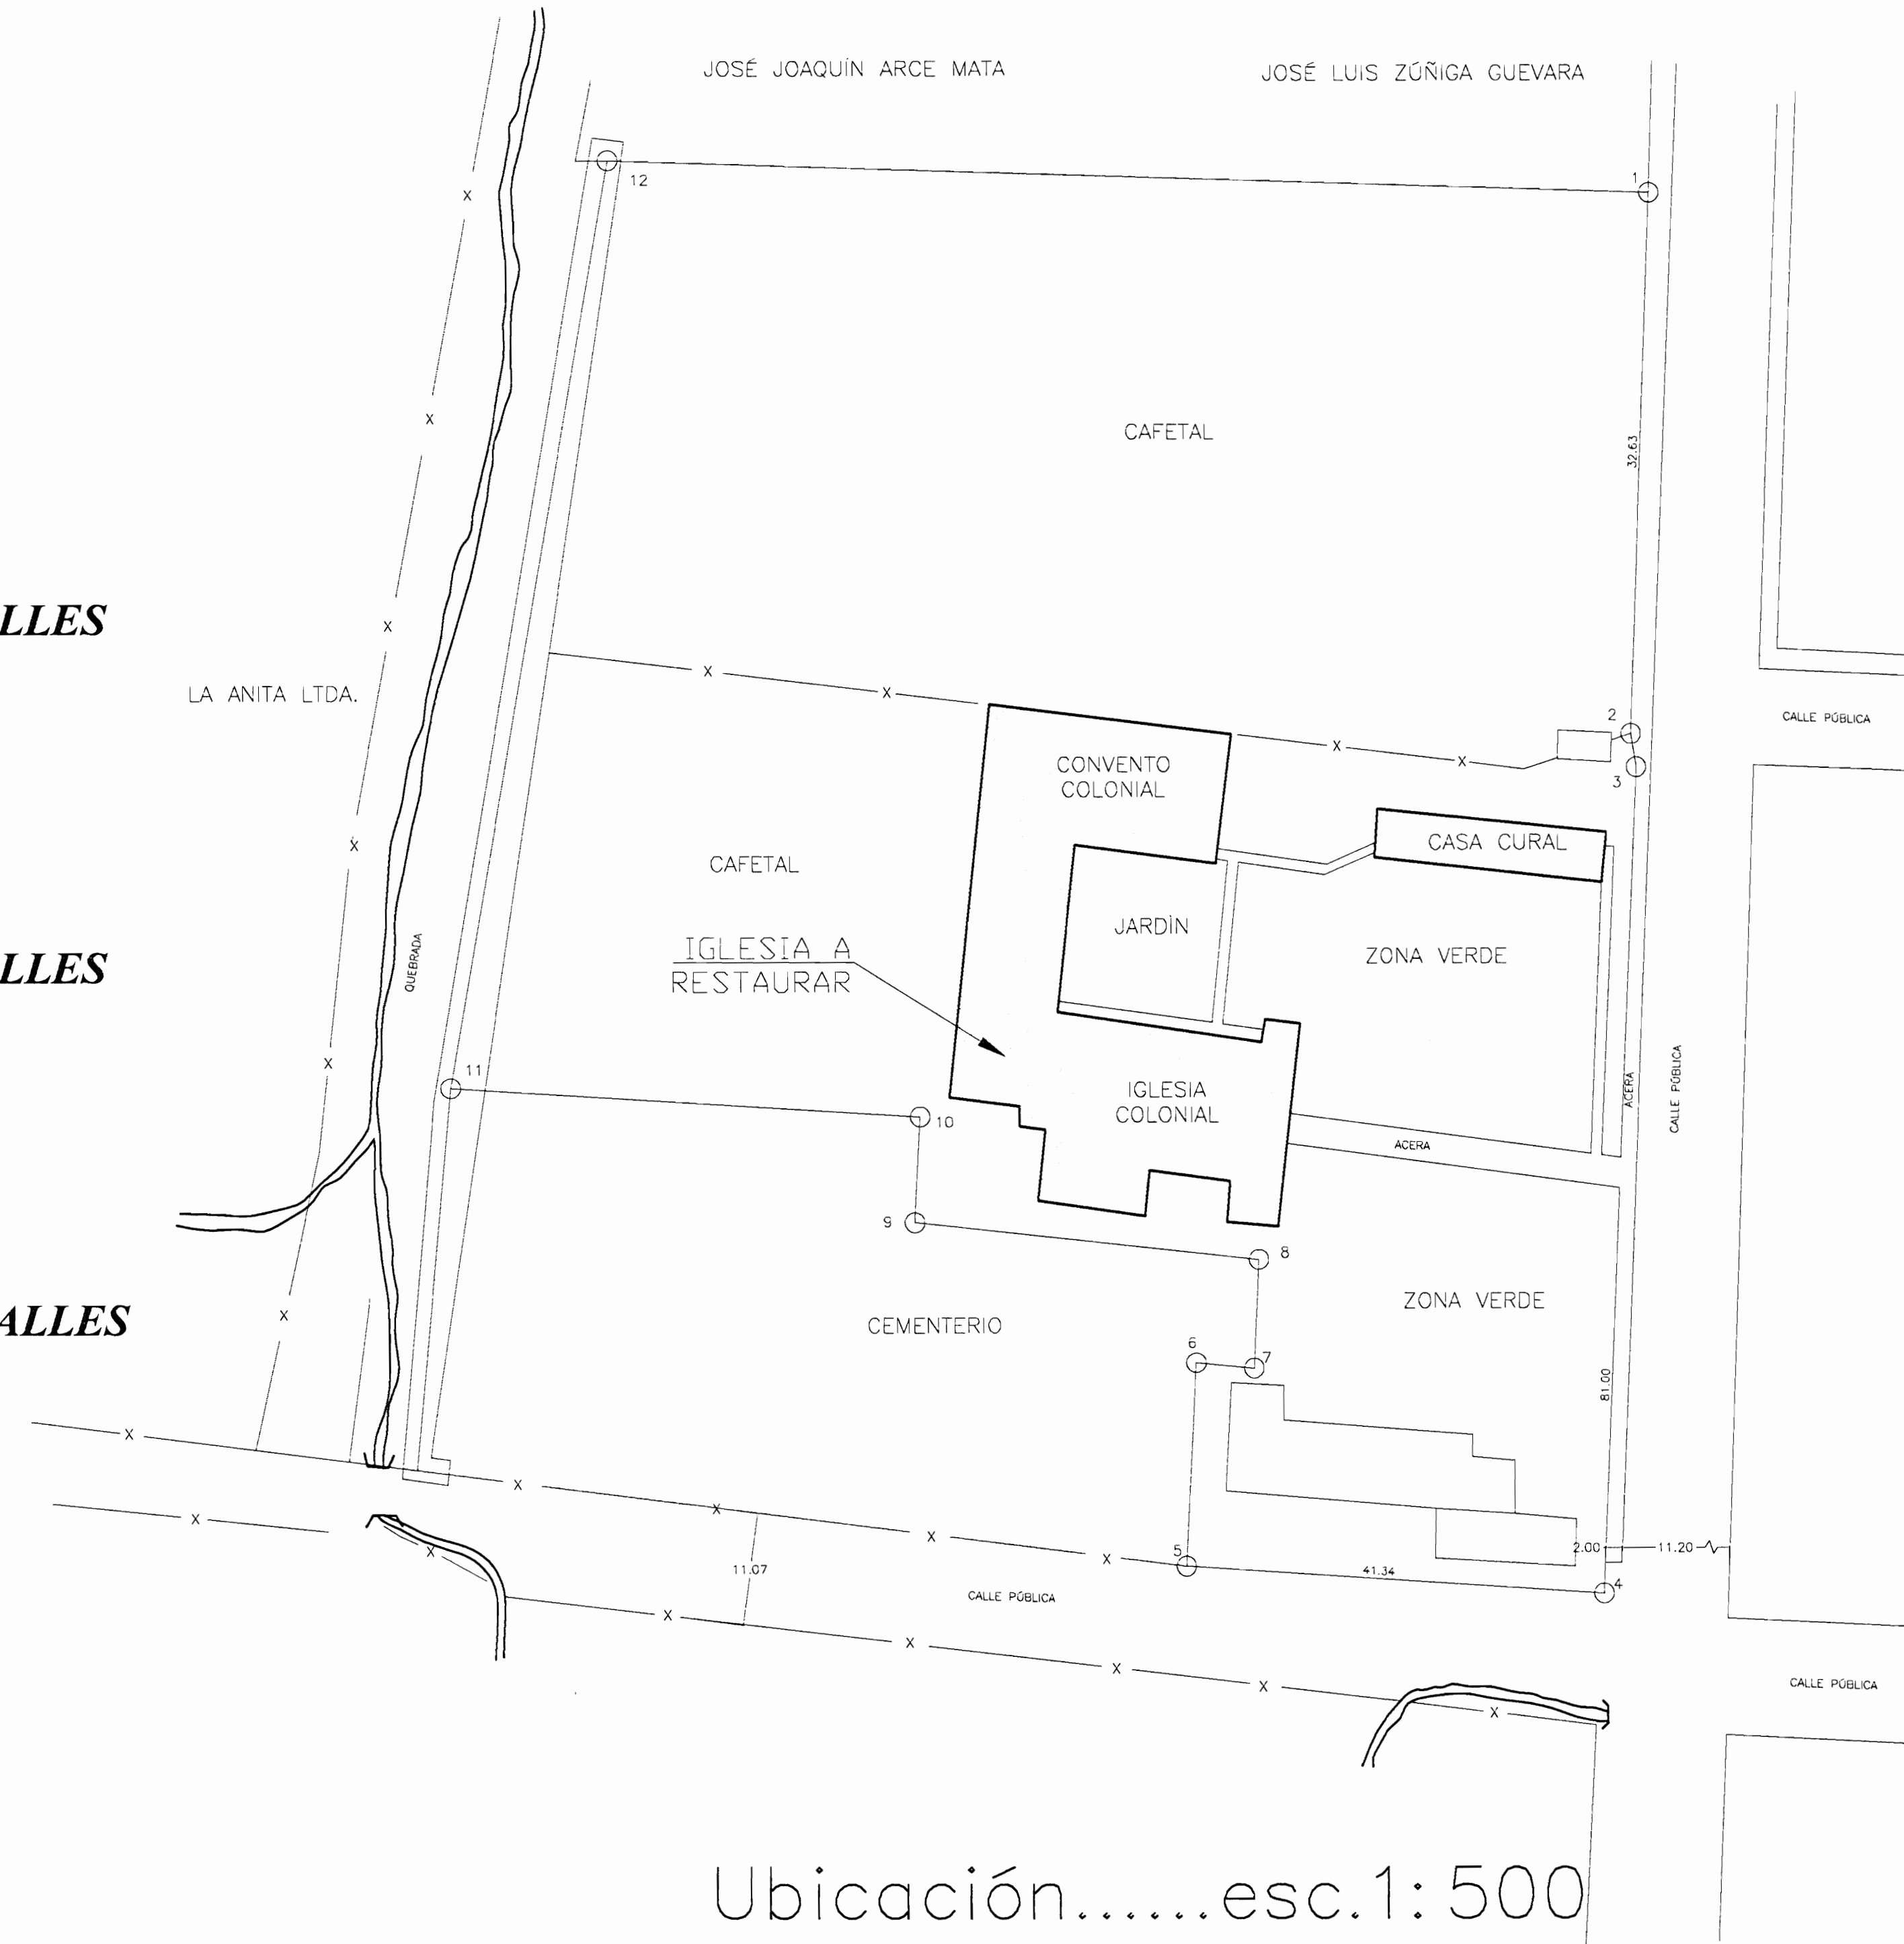 JOSÉ JOAQUÍN ARCE MATA
JOSÉ LUIS ZÚÑIGA GUEVARA
12
1
X
CAFETAL
X
32.63
LLES
X
LA ANITA LTDA.
X
X
2
CALLE PÚBLICA
X
X
3
CONVENTO
COLONIAL
CASA CURAL
X
CAFETAL
JARDÌN
ZONA VERDE
IGLESIA A
RESTAURAR
QUEBRADA
LLES
X
11
10
IGLESIA
COLONIAL
ACERA
ACERA
CALLE PÚBLICA
9
8
X
ZONA VERDE
CEMENTERIO
ALLES
6
7
81.00
X
X
X
X
X
X
X
X
5
41.34
2.00
11.20
4
11.07
CALLE PÚBLICA
X
X
X
X
X
CALLE PÚBLICA
Ubicación......esc.1:500